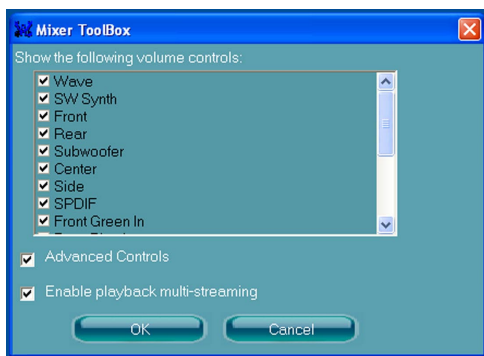 Mixer ToolBox
Show the following volume controls:
Wave
SW Synth
Front
Rear
Subwoofer
Center
Side
SPDIF
Front Green In
Advanced Controls
Enable playback multi-streaming
OK
Cancel